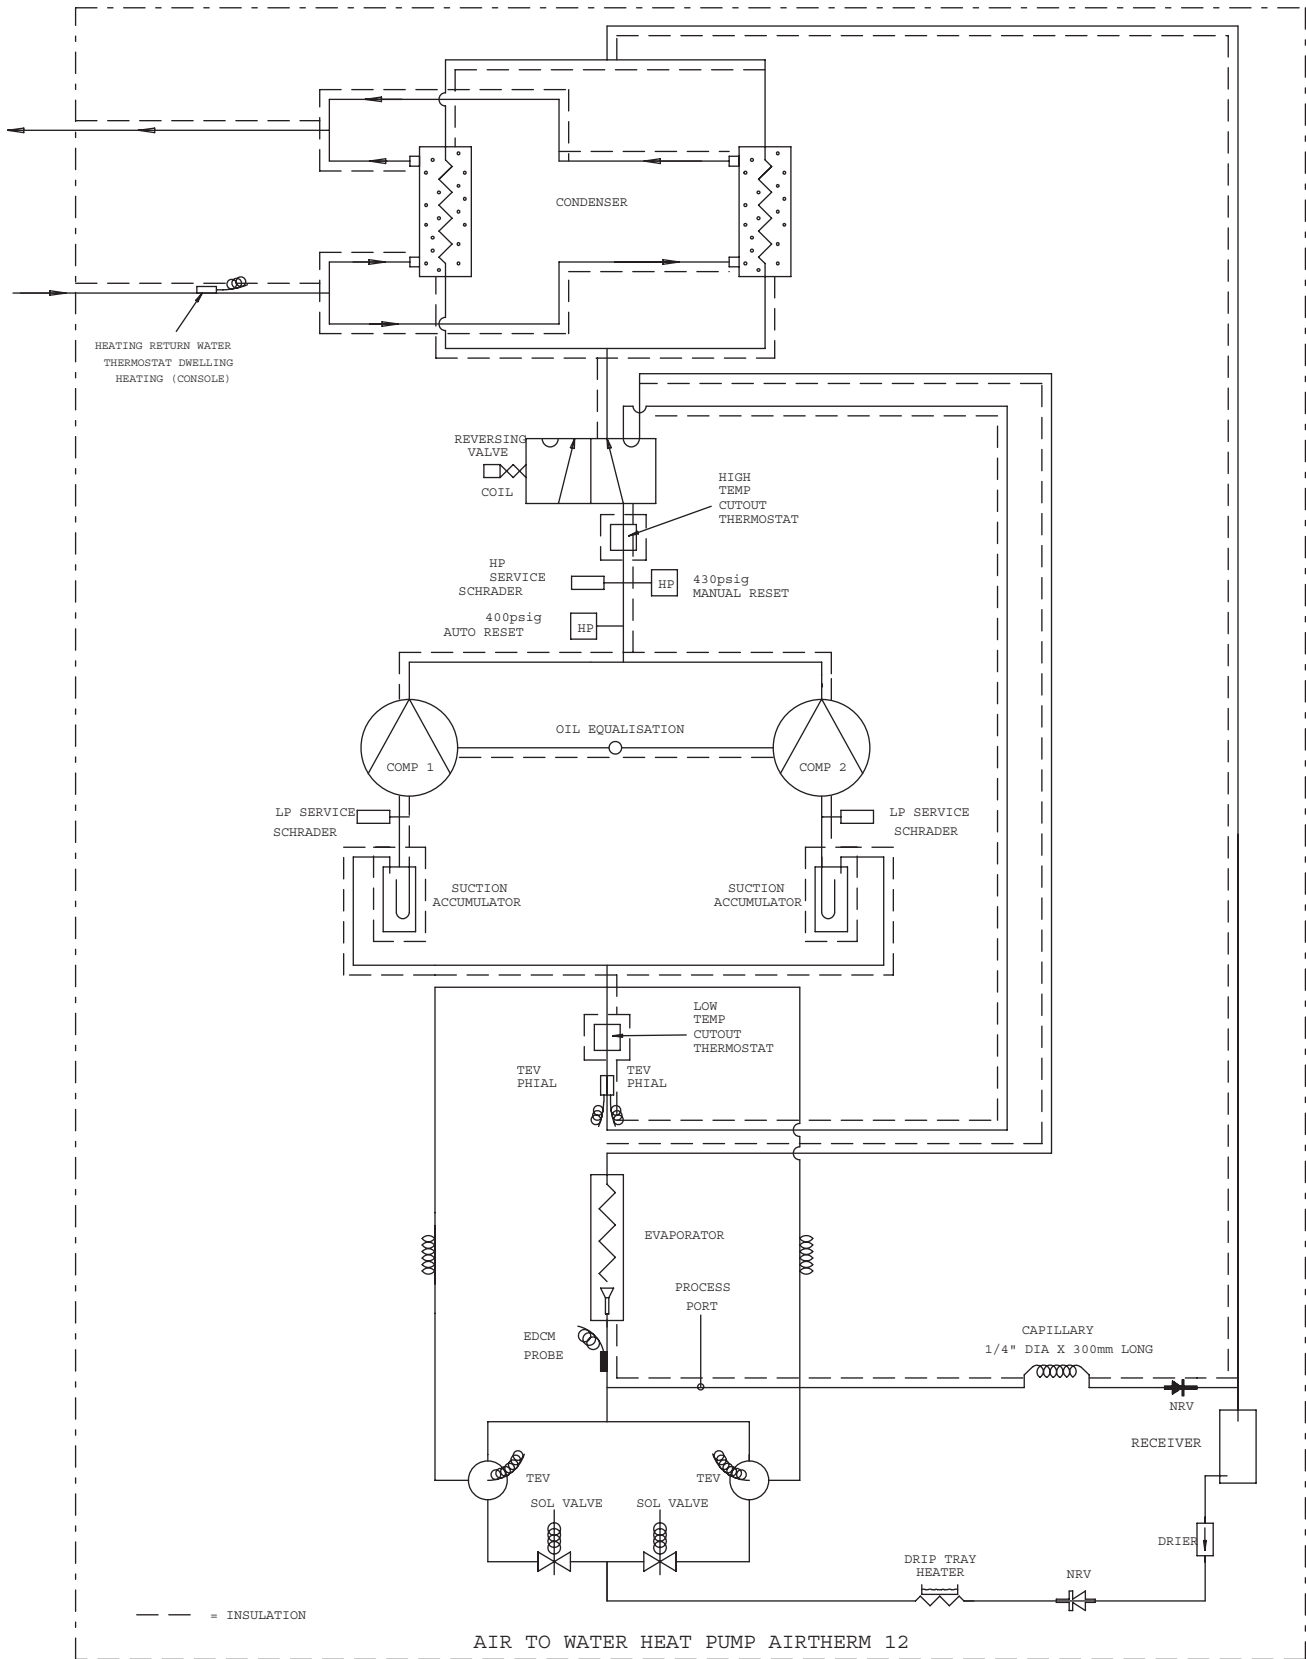 CONDENSER
HEATING RETURN WATER
THERMOSTAT DWELLING
HEATING (CONSOLE)
REVERSING
VALVE
COIL
HIGH
TEMP
CUTOUT
THERMOSTAT
HP
SERVICE
SCHRADER
HP
430psig
MANUAL RESET
400psig
AUTO RESET
HP
OIL EQUALISATION
COMP 1
COMP 2
LP SERVICE
SCHRADER
LP SERVICE
SCHRADER
SUCTION
ACCUMULATOR
SUCTION
ACCUMULATOR
LOW
TEMP
CUTOUT
THERMOSTAT
TEV
PHIAL
TEV
PHIAL
EVAPORATOR
PROCESS
PORT
EDCM
PROBE
CAPILLARY
1/4" DIA X 300mm LONG
NRV
RECEIVER
TEV
TEV
SOL VALVE
SOL VALVE
DRIER
DRIP TRAY
HEATER
NRV
= INSULATION
AIR TO WATER HEAT PUMP AIRTHERM 12